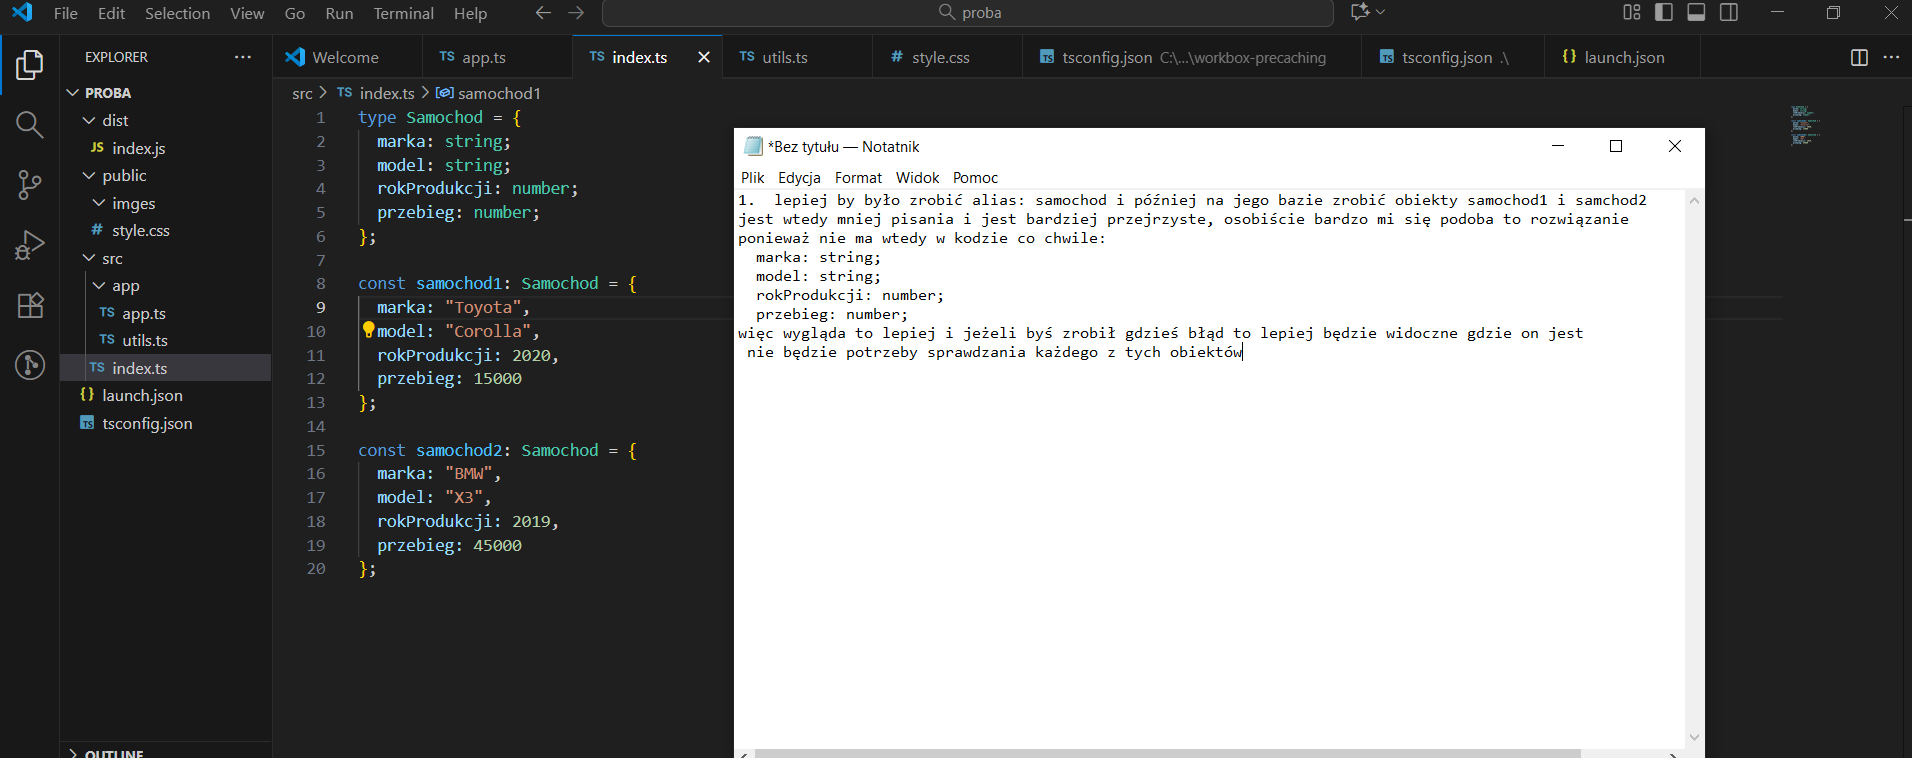 File Edit Selection View Go Run Terminal Help proba
EXPLORER
Welcome
TS app.ts
TS index.ts
TS utils.ts
# style.css
TS tsconfig.json C:\...\workbox-precaching
TS tsconfig.json .\
{} launch.json
PROBA
dist
JS index.js
public
imges
# style.css
src
app
TS app.ts
TS utils.ts
TS index.ts
{} launch.json
TS tsconfig.json
OUTLINE
src > TS index.ts > samochod1
1 type Samochod = {
2 marka: string;
3 model: string;
4 rokProdukcji: number;
5 przebieg: number;
6 };
7
8 const samochod1: Samochod = {
9 marka: "Toyota",
10 model: "Corolla",
11 rokProdukcji: 2020,
12 przebieg: 15000
13 };
14
15 const samochod2: Samochod = {
16 marka: "BMW",
17 model: "X3",
18 rokProdukcji: 2019,
19 przebieg: 45000
20 };
*Bez tytułu — Notatnik
Plik Edycja Format Widok Pomoc
1. lepiej by było zrobić alias: samochod i później na jego bazie zrobić obiekty samochod1 i samchod2
jest wtedy mniej pisania i jest bardziej przejrzyste, osobiście bardzo mi się podoba to rozwiązanie
ponieważ nie ma wtedy w kodzie co chwile:
marka: string;
model: string;
rokProdukcji: number;
przebieg: number;
więc wygląda to lepiej i jeżeli byś zrobił gdzieś błąd to lepiej będzie widoczne gdzie on jest
nie będzie potrzeby sprawdzania każdego z tych obiektów